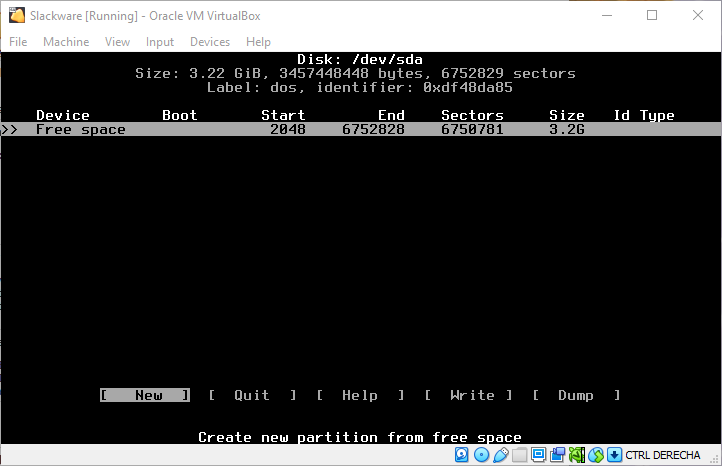 Slackware [Running] - Oracle VM VirtualBox
File Machine View Input Devices Help
Disk: /dev/sda
Size: 3.22 GiB, 3457448448 bytes, 6752829 sectors
Label: dos, identifier: 0xdf48da85
Device Boot Start End Sectors Size Id Type
>> Free space 2048 6752828 6750781 3.2G
[ New ] [ Quit ] [ Help ] [ Write ] [ Dump ]
Create new partition from free space
CTRL DERECHA